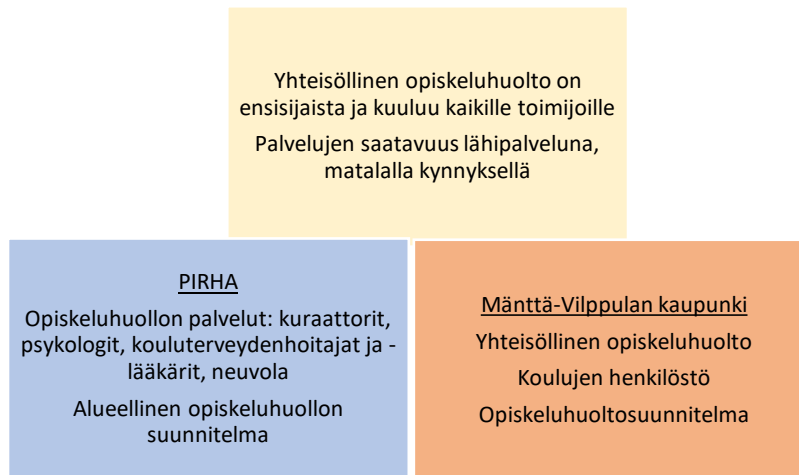 Yhteisöllinen opiskeluhuolto on
ensisijaista ja kuuluu kaikille toimijoille
Palvelujen saatavuus lähipalveluna,
matalalla kynnyksellä
PIRHA
Opiskeluhuollon palvelut: kuraattorit,
psykologit, kouluterveydenhoitajat ja -
lääkärit, neuvola
Alueellinen opiskeluhuollon
suunnitelma
Mänttä-Vilppulan kaupunki
Yhteisöllinen opiskeluhuolto
Koulujen henkilöstö
Opiskeluhuoltosuunnitelma